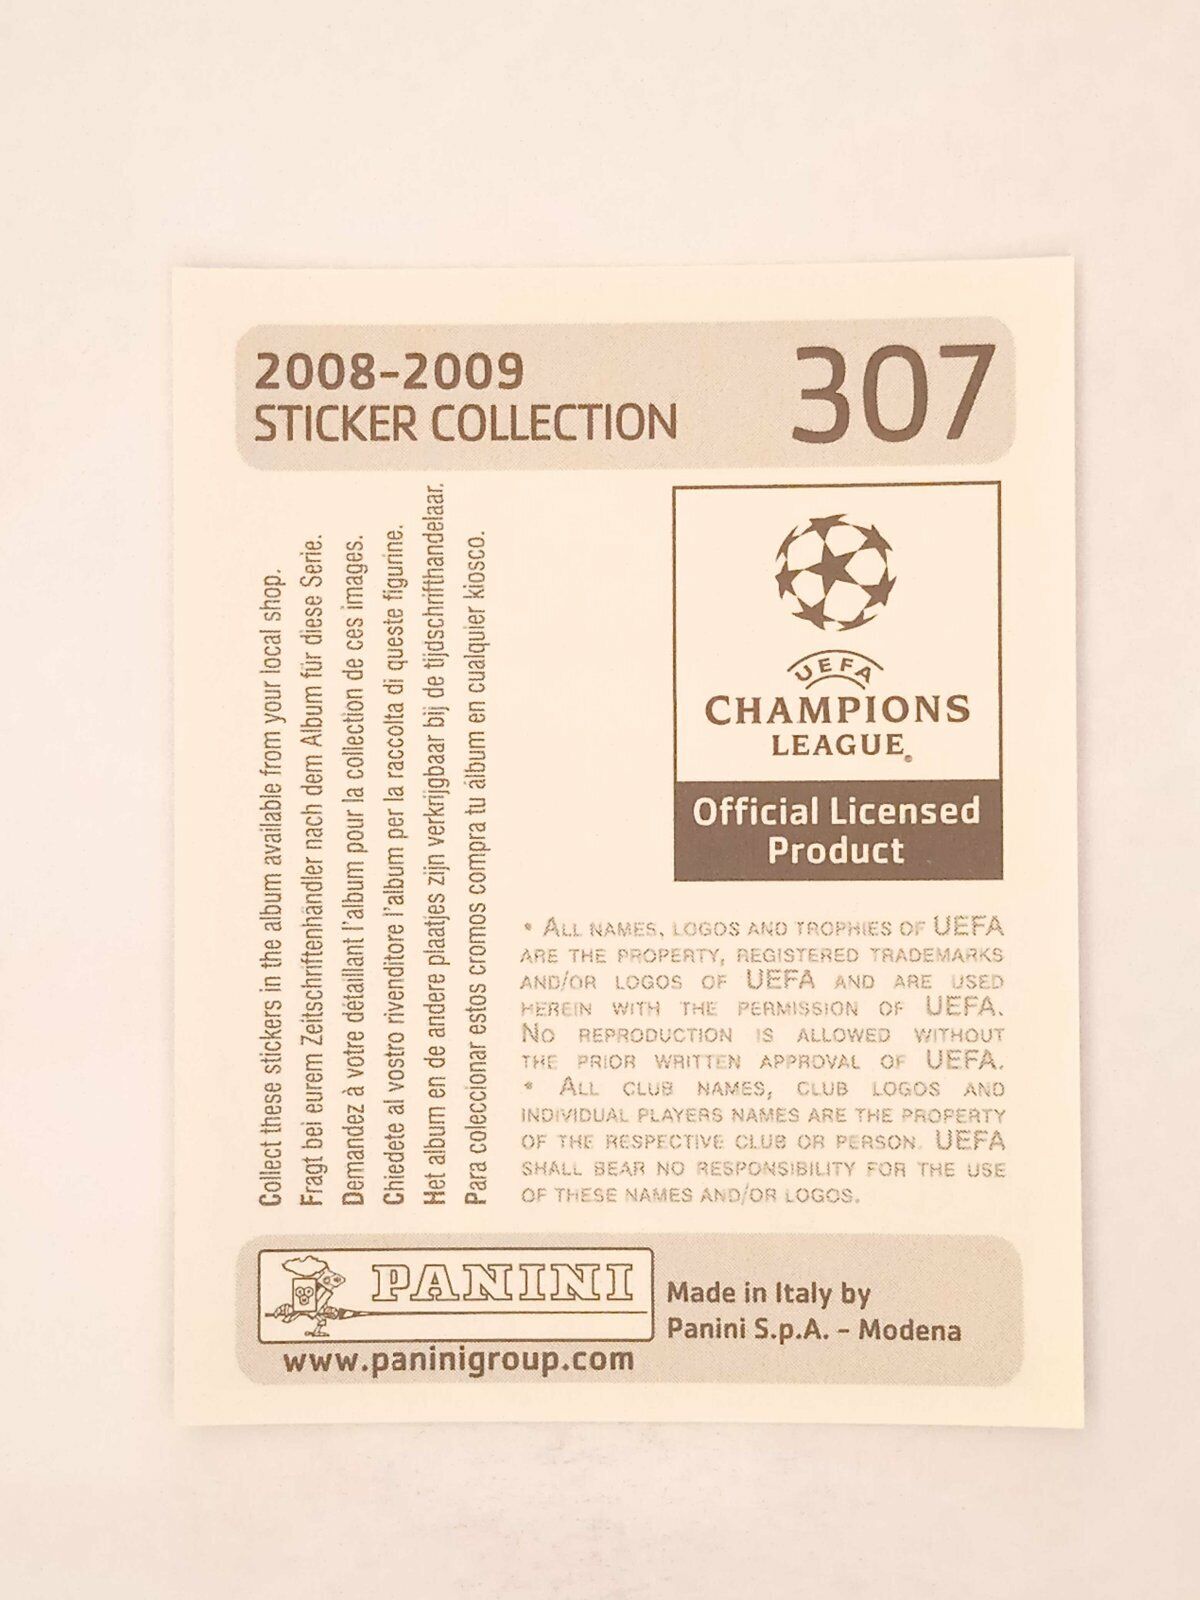 2008-2009
STICKER COLLECTION
307
Collect these stickers in the album available from your local shop.
Fragt bei eurem Zeitschriftenhändler nach dem Album für diese Serie.
Demandez à votre détaillant l'album pour la collection de ces images.
Chiedete al vostro rivenditore l'album per la raccolta di queste figurine.
Het album en de andere plaatjes zijn verkrijgbaar bij de tijdschrifthandelaar.
Para coleccionar estos cromos compra tu álbum en cualquier kiosco.
UEFA
CHAMPIONS
LEAGUE®
Official Licensed
Product
* ALL NAMES, LOGOS AND TROPHIES OF UEFA
ARE THE PROPERTY, REGISTERED TRADEMARKS
AND/OR LOGOS OF UEFA AND ARE USED
HEREIN WITH THE PERMISSION OF UEFA.
NO REPRODUCTION IS ALLOWED WITHOUT
THE PRIOR WRITTEN APPROVAL OF UEFA.
* ALL CLUB NAMES, CLUB LOGOS AND
INDIVIDUAL PLAYERS NAMES ARE THE PROPERTY
OF THE RESPECTIVE CLUB OR PERSON. UEFA
SHALL BEAR NO RESPONSIBILITY FOR THE USE
OF THESE NAMES AND/OR LOGOS.
PANINI
www.paninigroup.com
Made in Italy by
Panini S.p.A. - Modena